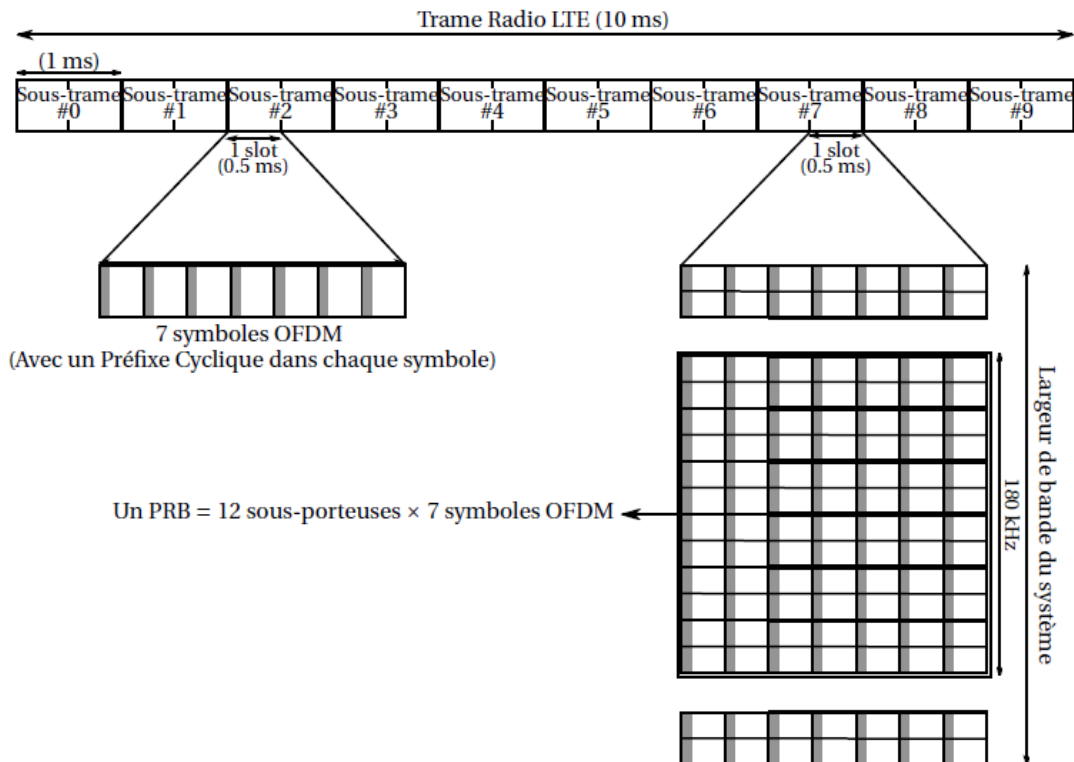 Trame Radio LTE (10 ms)
(1 ms)
Sous-trame #0
Sous-trame #1
Sous-trame #2
Sous-trame #3
Sous-trame #4
Sous-trame #5
Sous-trame #6
Sous-trame #7
Sous-trame #8
Sous-trame #9
1 slot
(0.5 ms)
1 slot
(0.5 ms)
7 symboles OFDM
(Avec un Préfixe Cyclique dans chaque symbole)
Un PRB = 12 sous-porteuses × 7 symboles OFDM
180 kHz
Largeur de bande du système